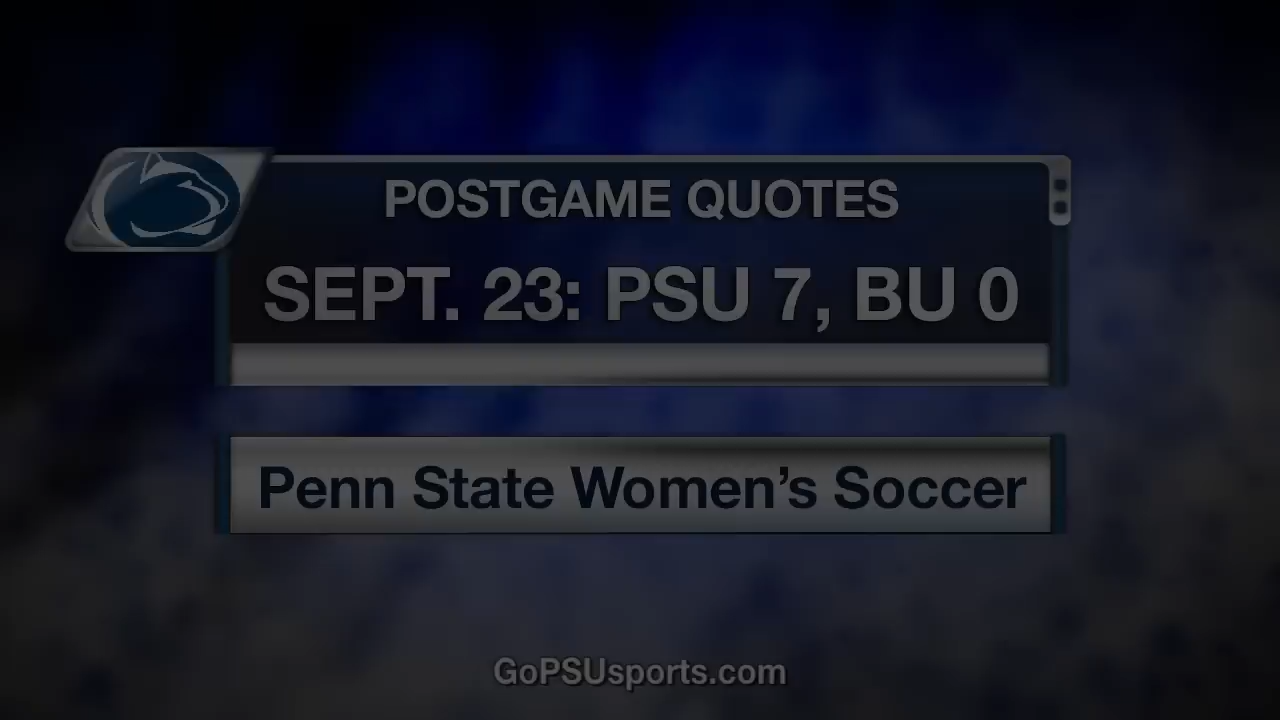 POSTGAME QUOTES
SEPT. 23: PSU 7, BU 0
Penn State Women's Soccer
GoPSUsports.com